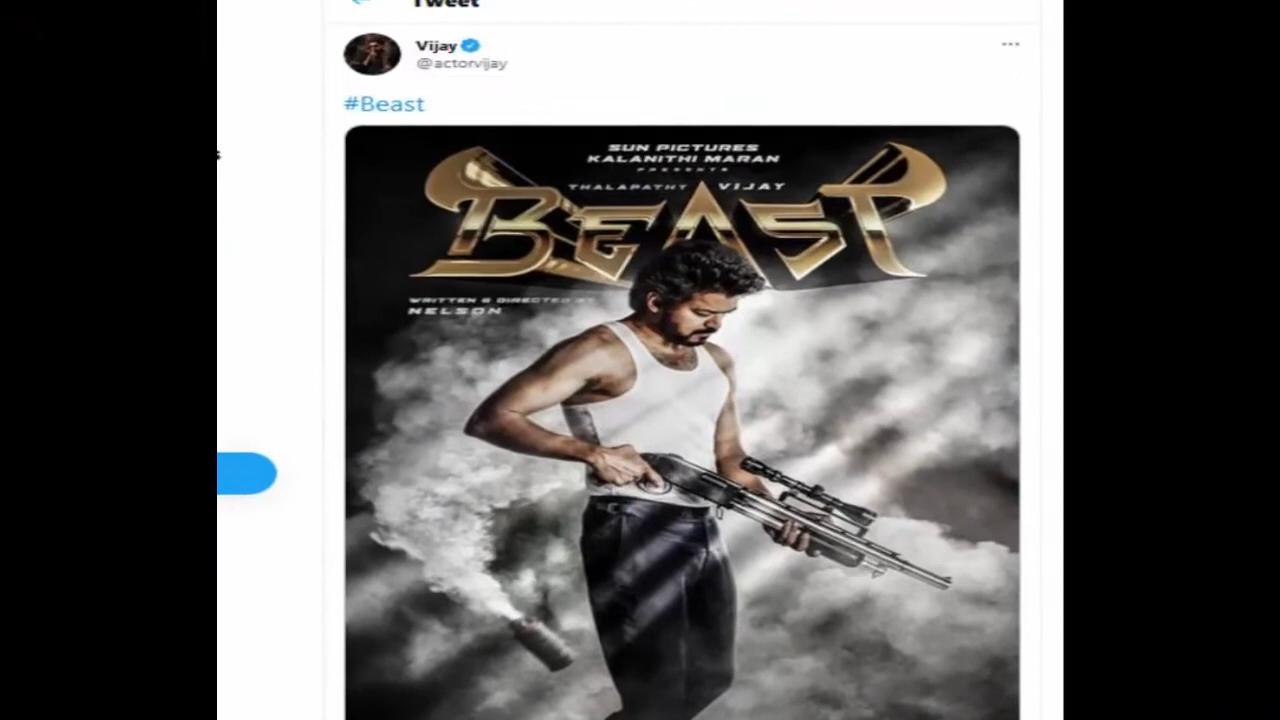 Tweet
Vijay
@actorvijay
#Beast
SUN PICTURES
KALANITHI MARAN
PRESENTS
THALAPATHY VIJAY
BEAST
WRITTEN & DIRECTED BY
NELSON